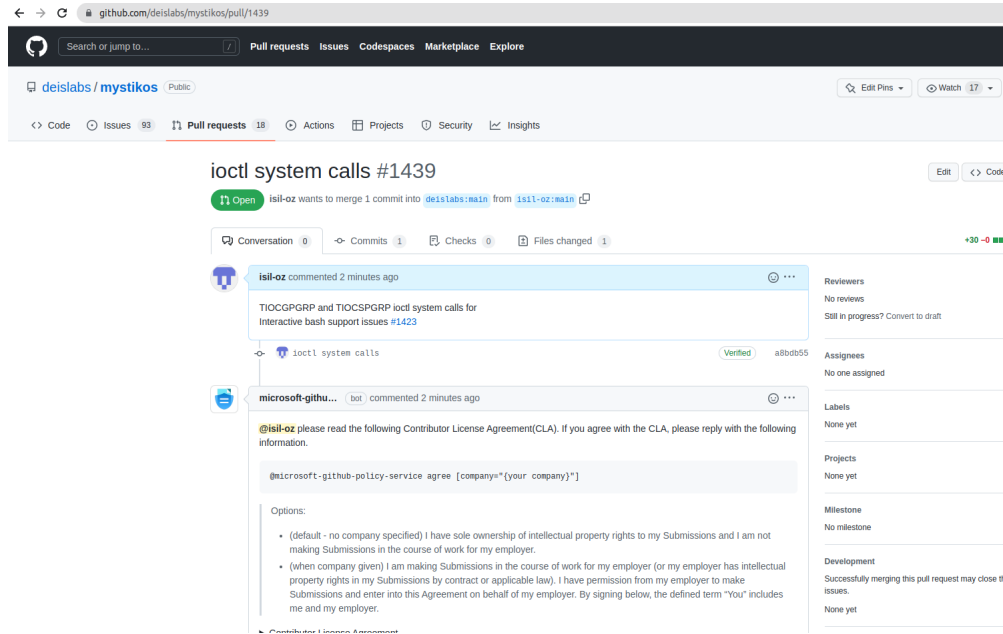 github.com/deislabs/mystikos/pull/1439
Search or jump to... / Pull requests Issues Codespaces Marketplace Explore
deislabs / mystikos Public Edit Pins Watch 17
Code Issues 93 Pull requests 18 Actions Projects Security Insights
ioctl system calls #1439 Edit <> Code
Open isil-oz wants to merge 1 commit into deislabs:main from isil-oz:main
Conversation 0 Commits 1 Checks 0 Files changed 1 +30 −0
isil-oz commented 2 minutes ago
TIOCGPGRP and TIOCSPGRP ioctl system calls for
Interactive bash support issues #1423
ioctl system calls Verified a8bdb55
microsoft-githu... bot commented 2 minutes ago
@isil-oz please read the following Contributor License Agreement(CLA). If you agree with the CLA, please reply with the following
information.
@microsoft-github-policy-service agree [company="{your company}"]
Options:
• (default - no company specified) I have sole ownership of intellectual property rights to my Submissions and I am not
making Submissions in the course of work for my employer.
• (when company given) I am making Submissions in the course of work for my employer (or my employer has intellectual
property rights in my Submissions by contract or applicable law). I have permission from my employer to make
Submissions and enter into this Agreement on behalf of my employer. By signing below, the defined term “You” includes
me and my employer.
Contributor License Agreement
Reviewers
No reviews
Still in progress? Convert to draft
Assignees
No one assigned
Labels
None yet
Projects
None yet
Milestone
No milestone
Development
Successfully merging this pull request may close
issues.
None yet